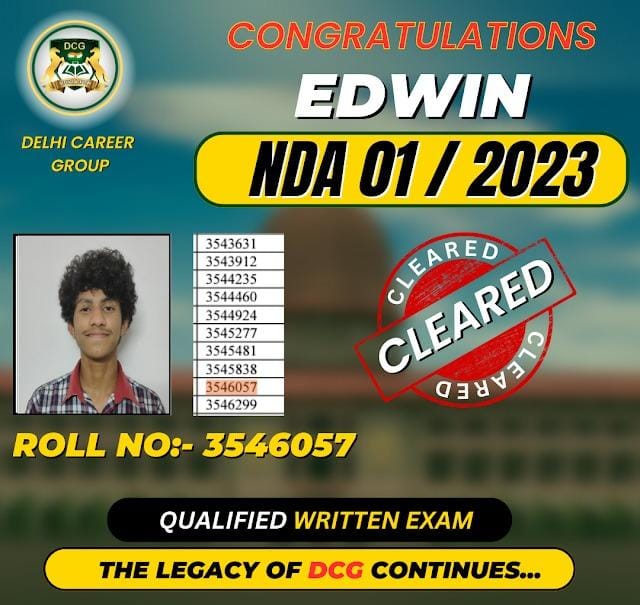 DCG
DELHI CAREER
GROUP
CONGRATULATIONS
EDWIN
NDA 01 / 2023
3543631
3543912
3544235
3544460
3544924
3545277
3545481
3545838
3546057
3546299
CLEARED
CLEARED
CLEARED
ROLL NO:- 3546057
QUALIFIED WRITTEN EXAM
THE LEGACY OF DCG CONTINUES...